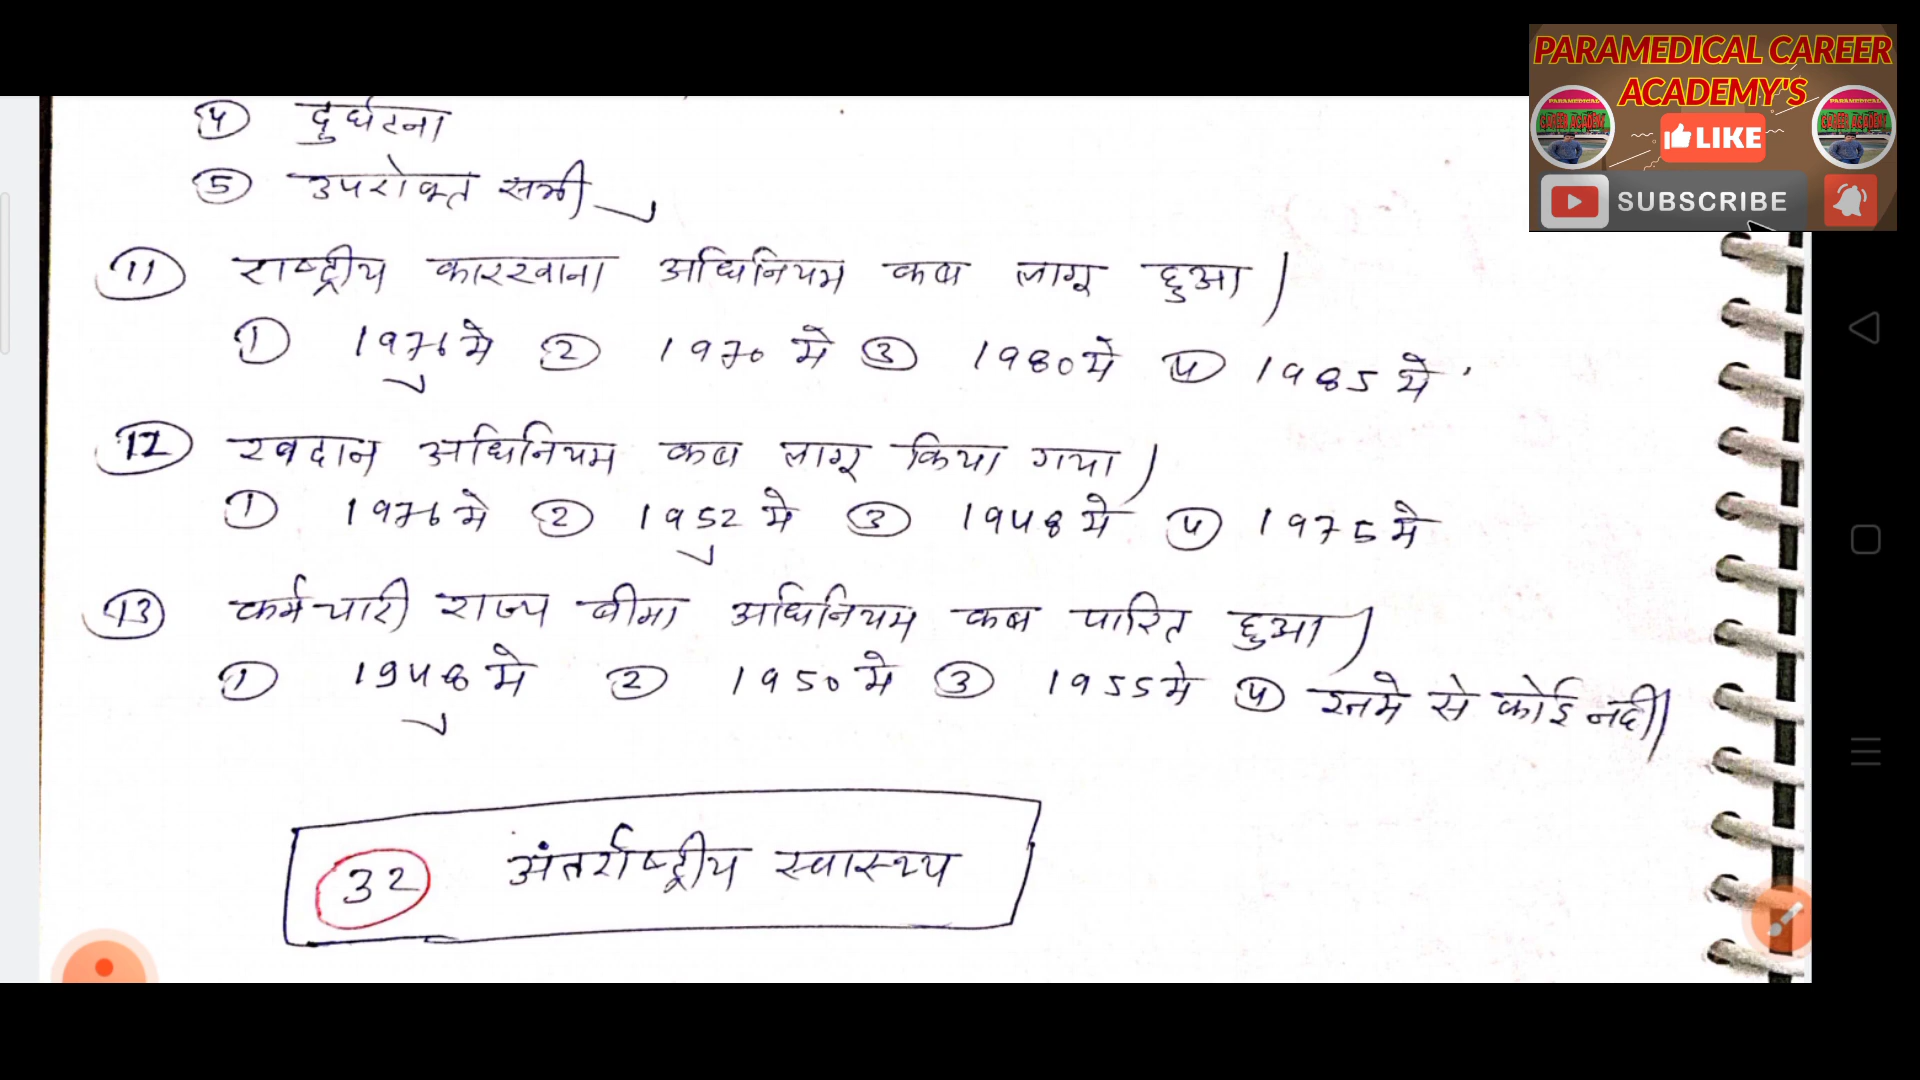 PARAMEDICAL CAREER
ACADEMY'S
LIKE
SUBSCRIBE
④ दुर्घटना
⑤ उपरोक्त सभी
⑪ राष्ट्रीय कारखाना अधिनियम कब लागू हुआ।
① 1976 मे ② 1970 मे ③ 1980 मे ④ 1985 मे
⑫ खदान अधिनियम कब लागू किया गया।
① 1976 मे ② 1952 मे ③ 1948 मे ④ 1975 मे
⑬ कर्मचारी राज्य बीमा अधिनियम कब पारित हुआ।
① 1948 मे ② 1950 मे ③ 1955 मे ④ इनमे से कोई नही।
32 अंतर्राष्ट्रीय स्वास्थ्य